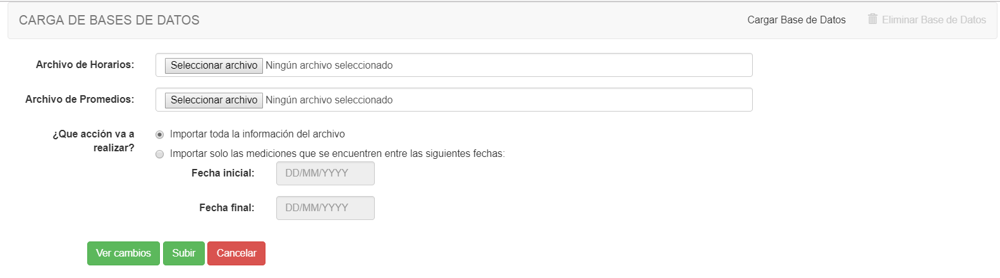 CARGA DE BASES DE DATOS
Cargar Base de Datos
Eliminar Base de Datos
Archivo de Horarios:
Seleccionar archivo Ningún archivo seleccionado
Archivo de Promedios:
Seleccionar archivo Ningún archivo seleccionado
¿Que acción va a
realizar?
Importar toda la información del archivo
Importar solo las mediciones que se encuentren entre las siguientes fechas:
Fecha inicial:
DD/MM/YYYY
Fecha final:
DD/MM/YYYY
Ver cambios
Subir
Cancelar